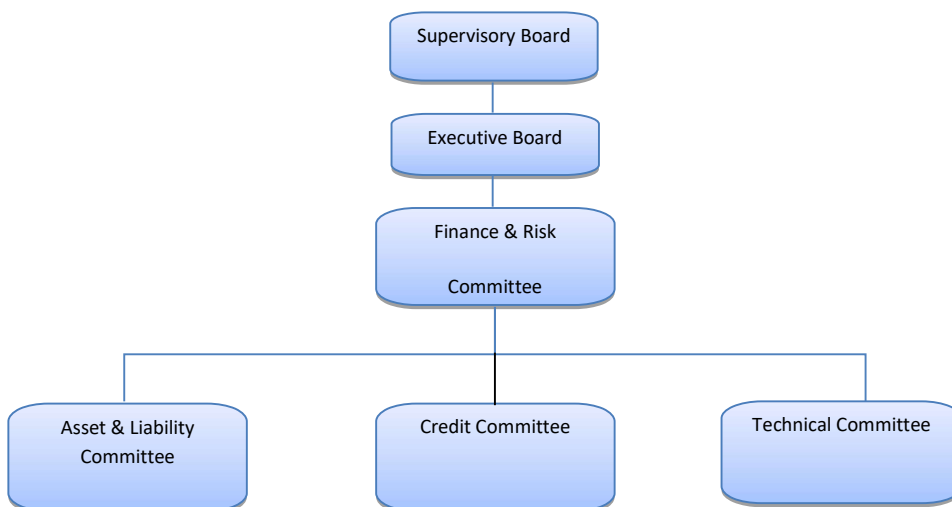 Supervisory Board
Executive Board
Finance & Risk
Committee
Asset & Liability
Committee
Credit Committee
Technical Committee